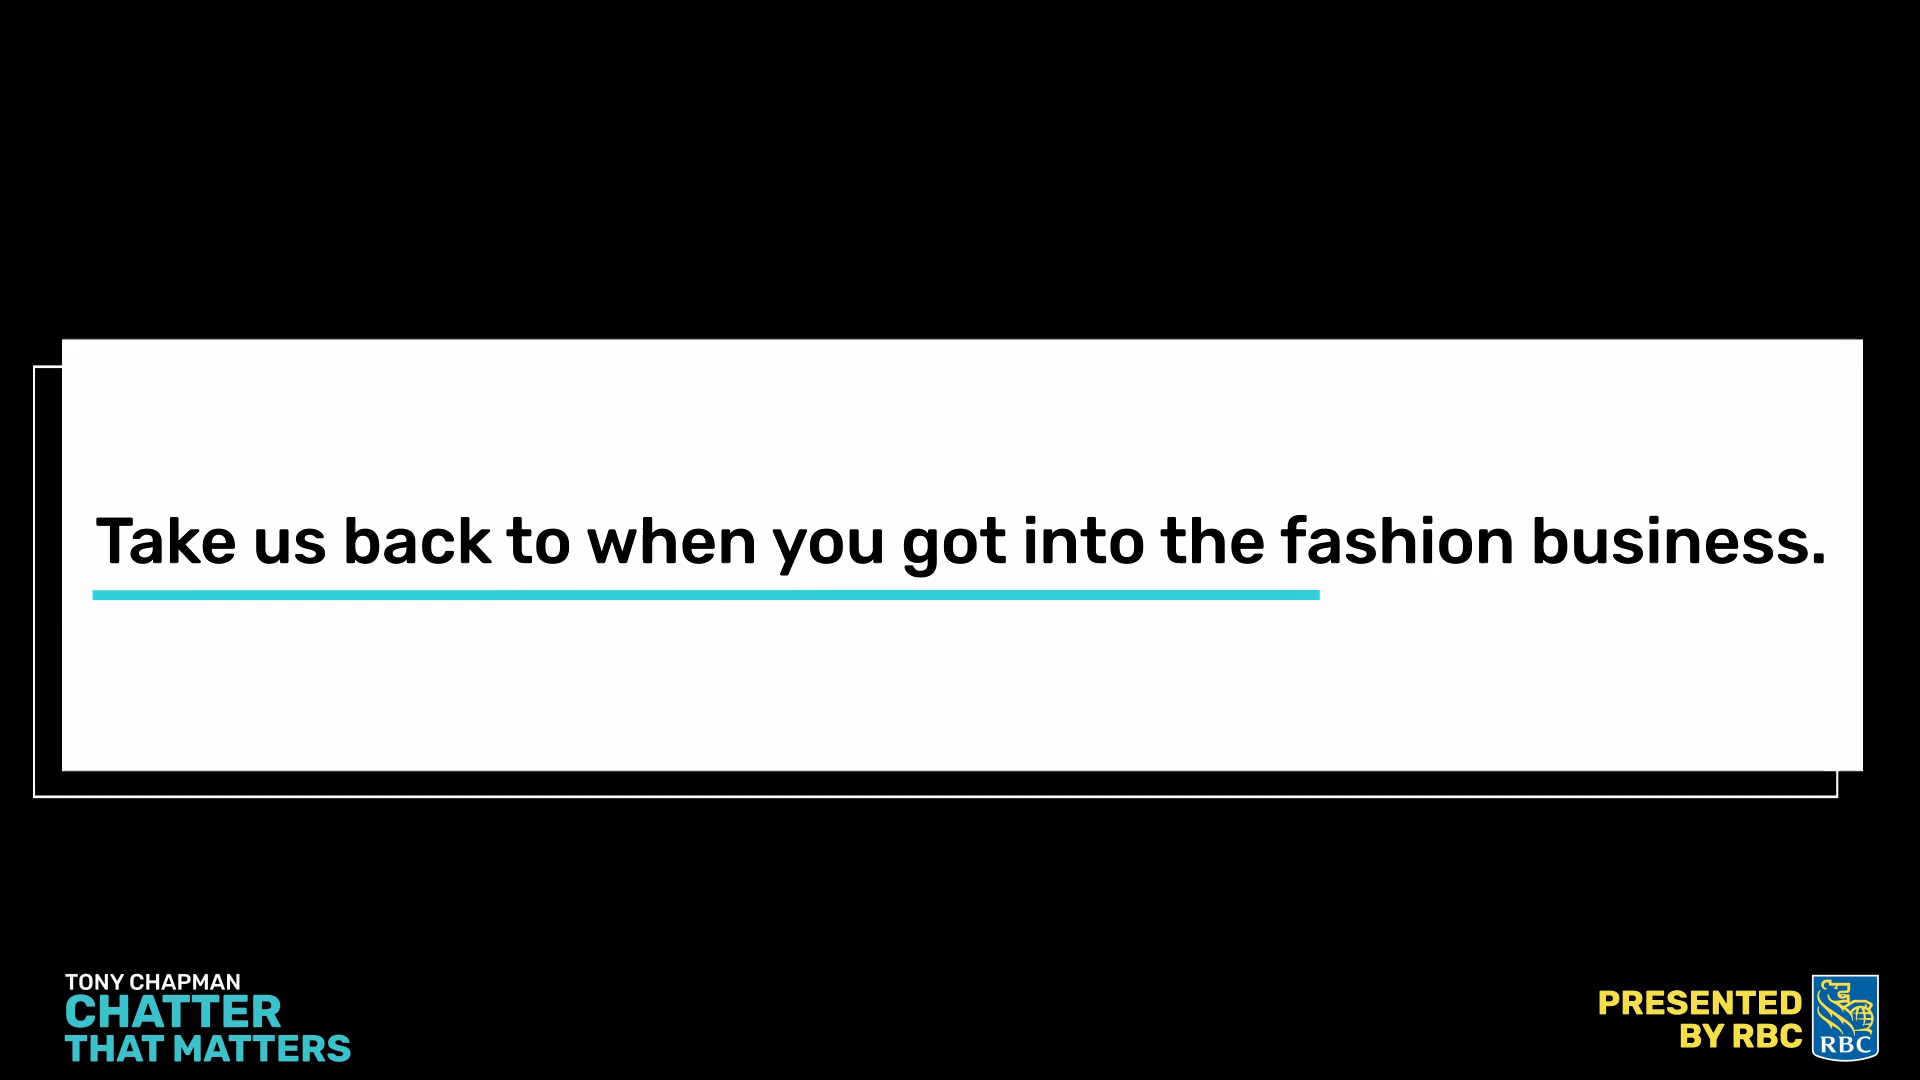 Take us back to when you got into the fashion business.
TONY CHAPMAN
CHATTER
THAT MATTERS
PRESENTED
BY RBC
RBC